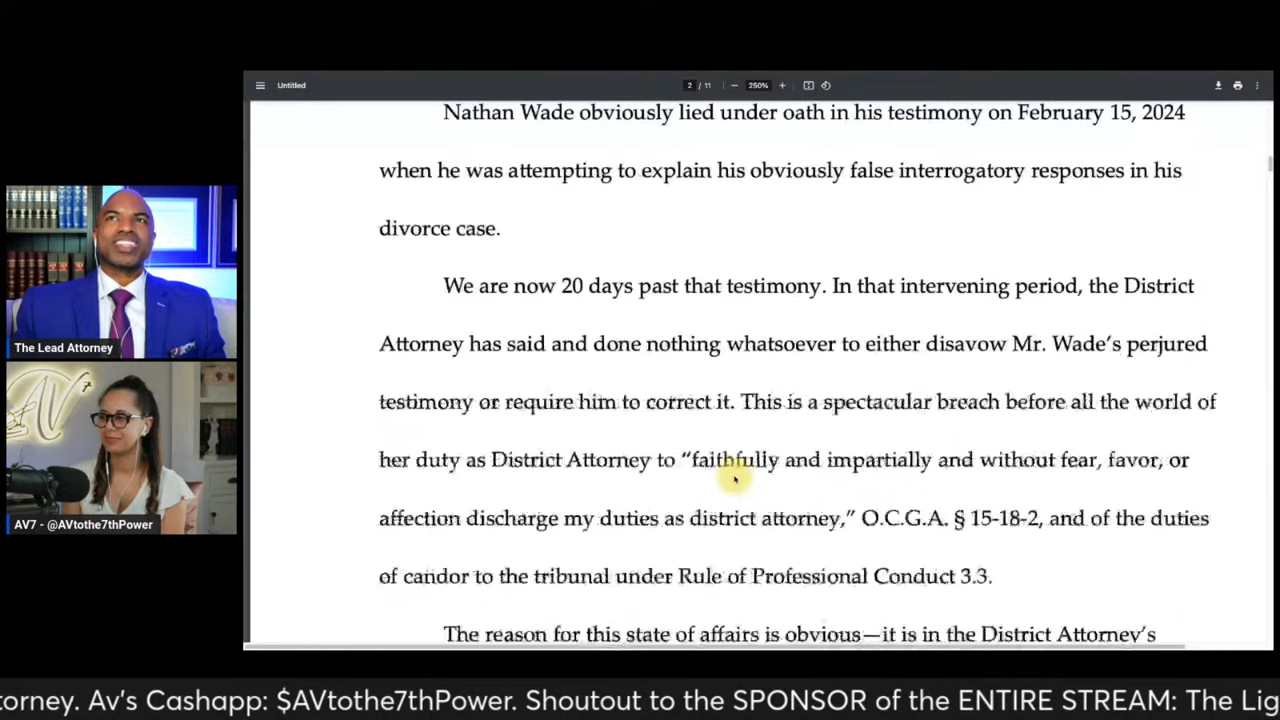 Untitled
2 / 11
250%
Nathan Wade obviously lied under oath in his testimony on February 15, 2024
when he was attempting to explain his obviously false interrogatory responses in his
divorce case.
We are now 20 days past that testimony. In that intervening period, the District
Attorney has said and done nothing whatsoever to either disavow Mr. Wade’s perjured
testimony or require him to correct it. This is a spectacular breach before all the world of
her duty as District Attorney to “faithfully and impartially and without fear, favor, or
affection discharge my duties as district attorney,” O.C.G.A. § 15-18-2, and of the duties
of candor to the tribunal under Rule of Professional Conduct 3.3.
The reason for this state of affairs is obvious—it is in the District Attorney’s
The Lead Attorney
AV7 - @AVtothe7thPower
torney. Av's Cashapp: $AVtothe7thPower. Shoutout to the SPONSOR of the ENTIRE STREAM: The Lig